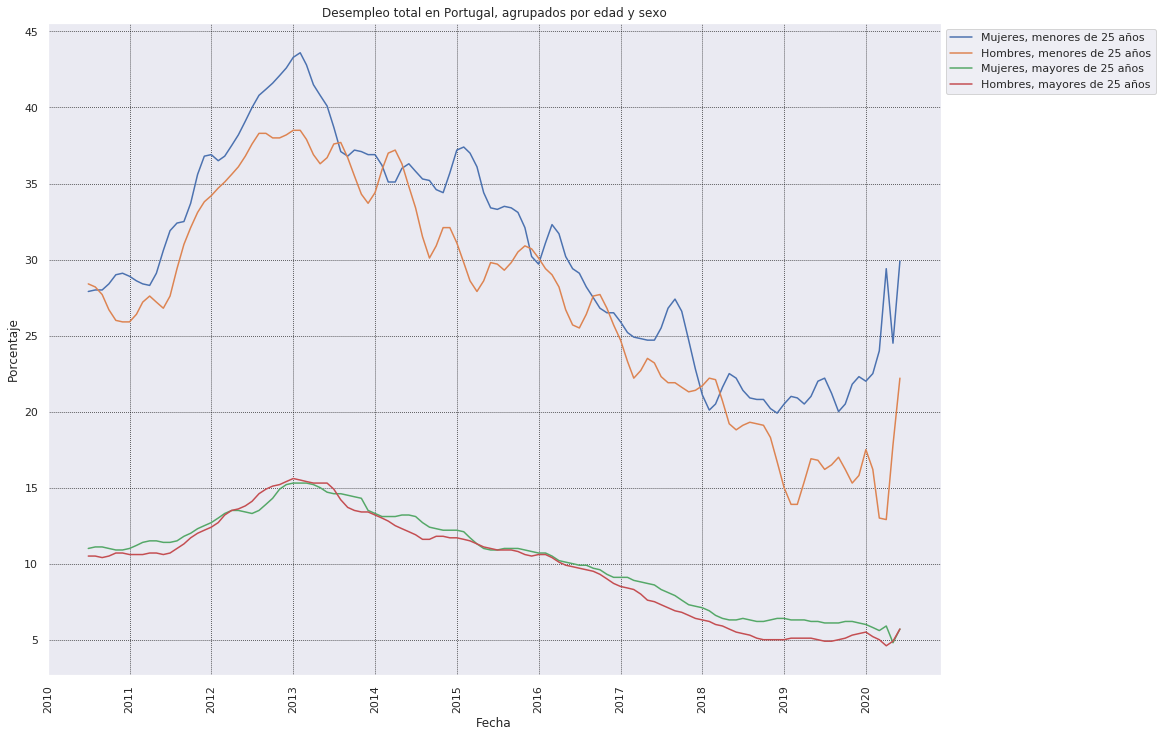 Desempleo total en Portugal, agrupados por edad y sexo
Mujeres, menores de 25 años
Hombres, menores de 25 años
Mujeres, mayores de 25 años
Hombres, mayores de 25 años
Porcentaje
45
40
35
30
25
20
15
10
5
2010
2011
2012
2013
2014
2015
2016
2017
2018
2019
2020
Fecha